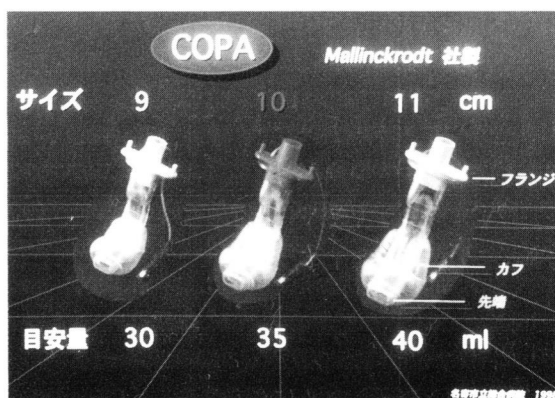 COPA
Mallinckrodt 社製
サイズ 9 10 11 cm
フランジ
カフ
先端
目安量 30 35 40 ml